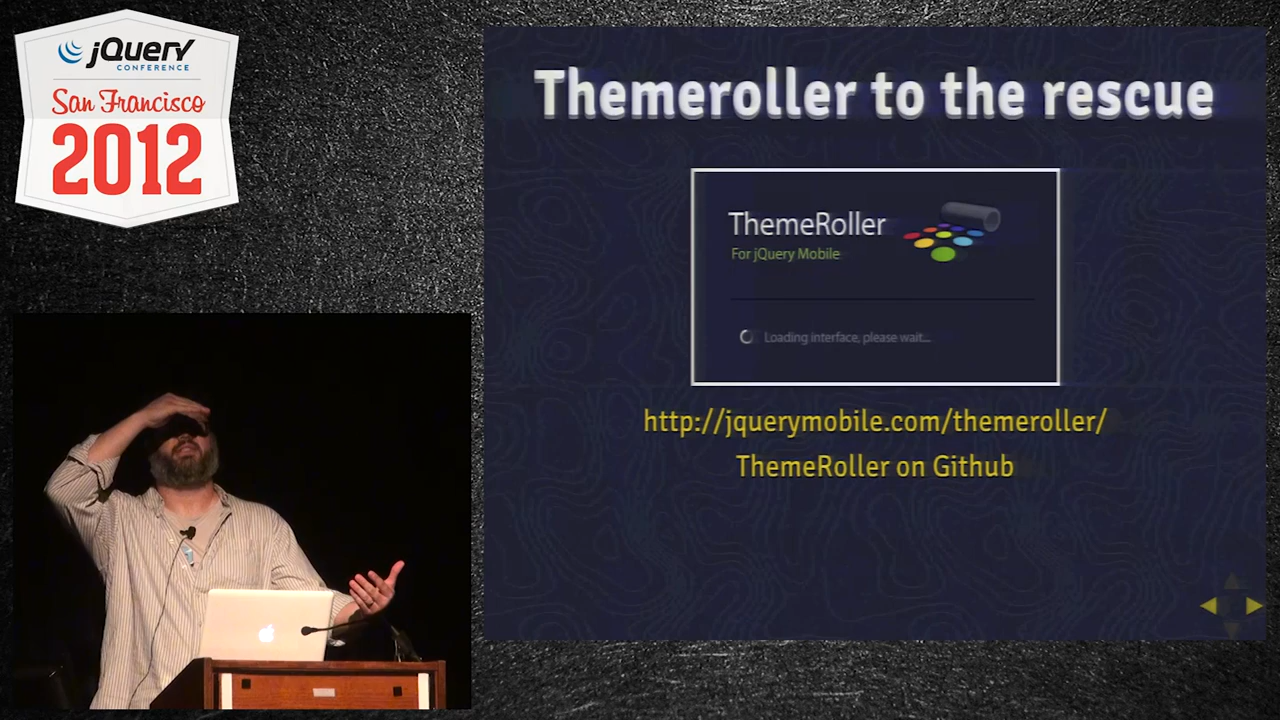 jQuery
CONFERENCE
San Francisco
2012
Themeroller to the rescue
ThemeRoller
For jQuery Mobile
Loading interface, please wait...
http://jquerymobile.com/themeroller/
ThemeRoller on Github